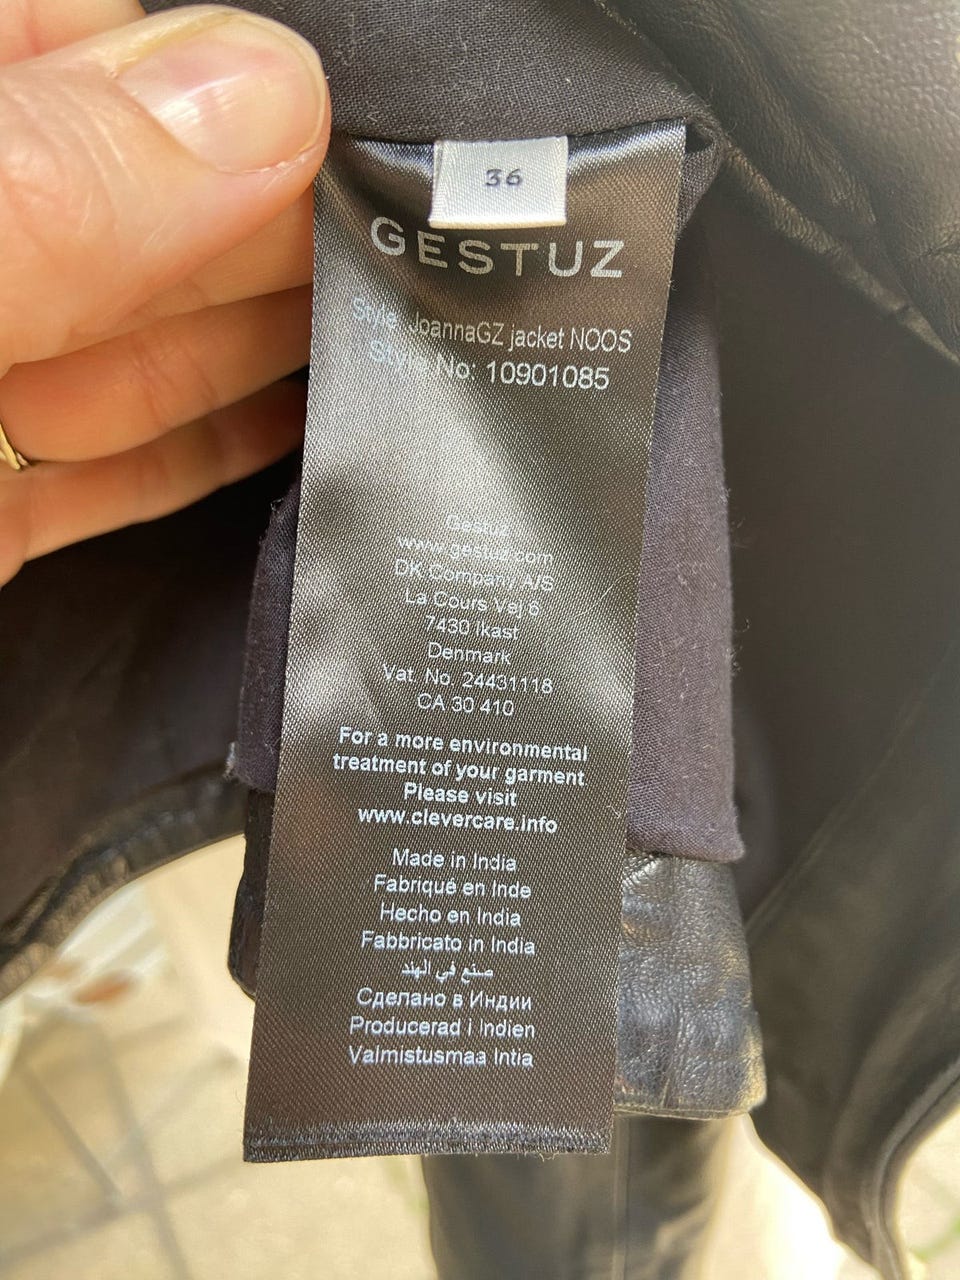 36
GESTUZ
Style: JoannaGZ jacket NOOS
Style No: 10901085
Gestuz
www.gestuz.com
DK Company A/S
La Cours Vej 6
7430 Ikast
Denmark
Vat. No. 24431118
CA 30 410
For a more environmental
treatment of your garment
Please visit
www.clevercare.info
Made in India
Fabriqué en Inde
Hecho en India
Fabbricato in India
صنع في الهند
Сделано в Индии
Producerad i Indien
Valmistusmaa Intia